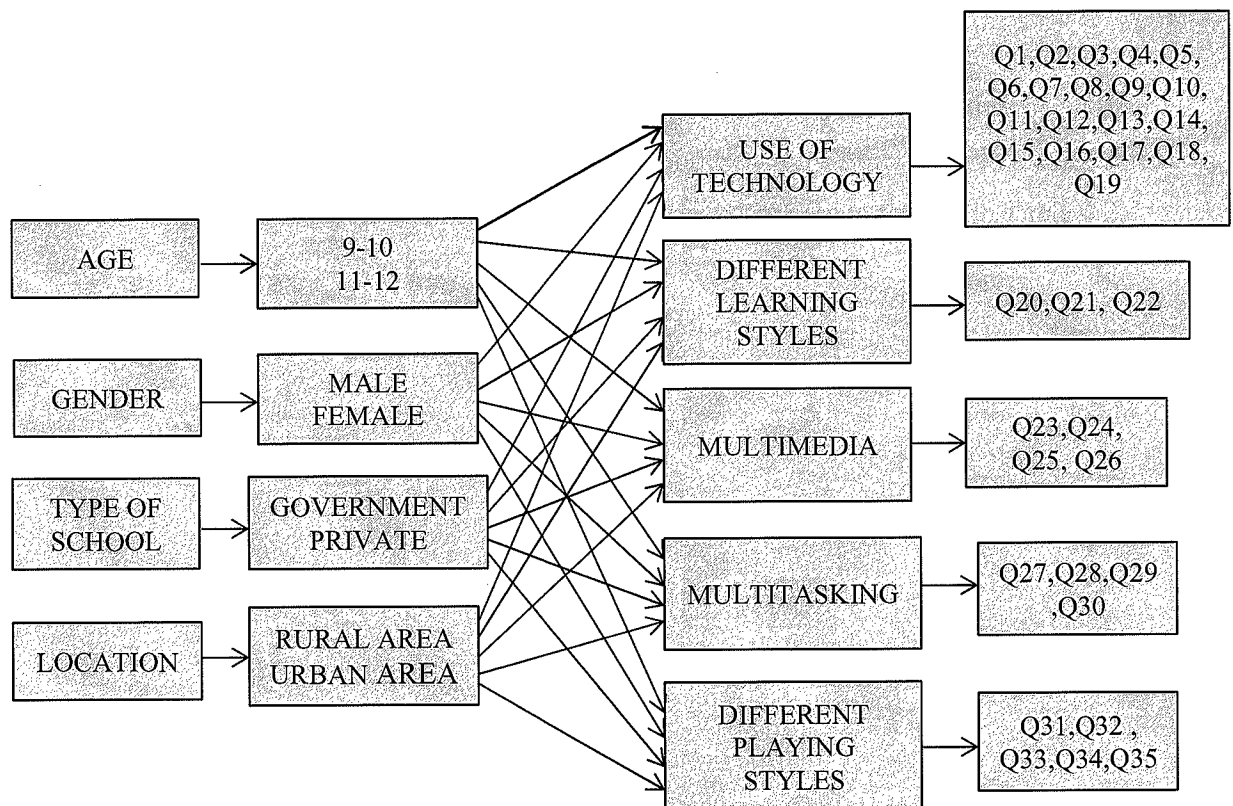 AGE
9-10
11-12
GENDER
MALE
FEMALE
TYPE OF
SCHOOL
GOVERNMENT
PRIVATE
LOCATION
RURAL AREA
URBAN AREA
USE OF
TECHNOLOGY
Q1,Q2,Q3,Q4,Q5,
Q6,Q7,Q8,Q9,Q10,
Q11,Q12,Q13,Q14,
Q15,Q16,Q17,Q18,
Q19
DIFFERENT
LEARNING
STYLES
Q20,Q21, Q22
MULTIMEDIA
Q23,Q24,
Q25, Q26
MULTITASKING
Q27,Q28,Q29
,Q30
DIFFERENT
PLAYING
STYLES
Q31,Q32 ,
Q33,Q34,Q35